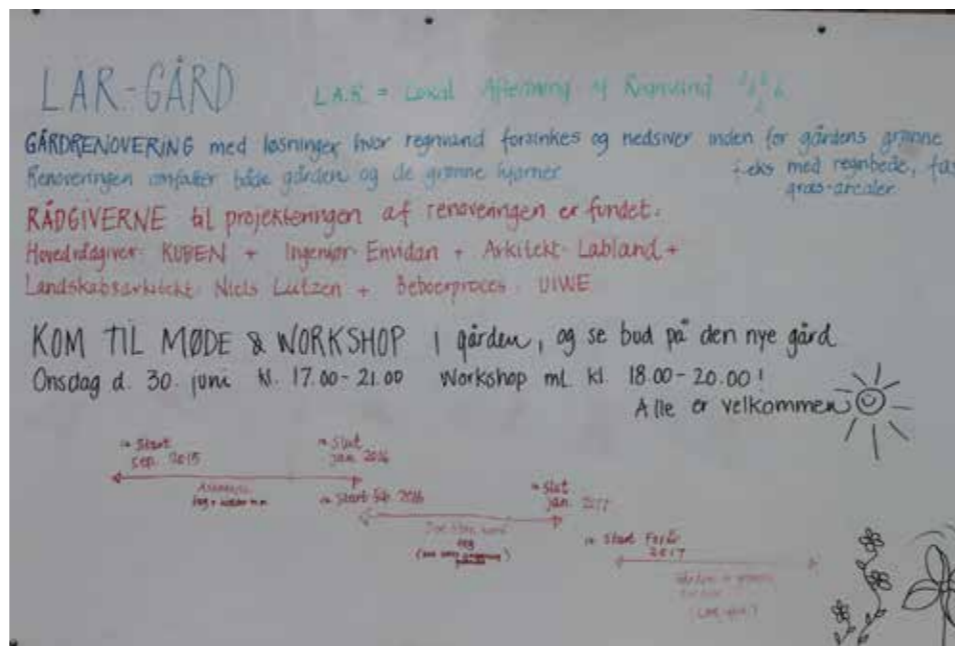 LAR-GÅRD
LAR = Lokal Afledning af Regnvand
GÅRDRENOVERING med løsninger hvor regnvand forsinkes og nedsiver inden for gårdens grønne
f.eks med regnbede,
græs-arealer
Renoveringen omfatter både gården og de grønne hjørner
RÅDGIVERNE til projekteringen af renoveringen er fundet.
Hovedrådgiver: KUBEN + Ingeniør Envidan + Arkitekt Labland +
Landskabsarkitekt Niels Lützen + Beboerproces. UIWE
KOM TIL MØDE & WORKSHOP I gården, og se bud på den nye gård
Onsdag d. 30. juni kl. 17.00-21.00 Workshop ml. kl. 18.00-20.00!
Alle er velkommen
Start
sep. 2015
Slut
jan. 2016
Start feb. 2016
Slut
jan. 2017
Start Forår
2017